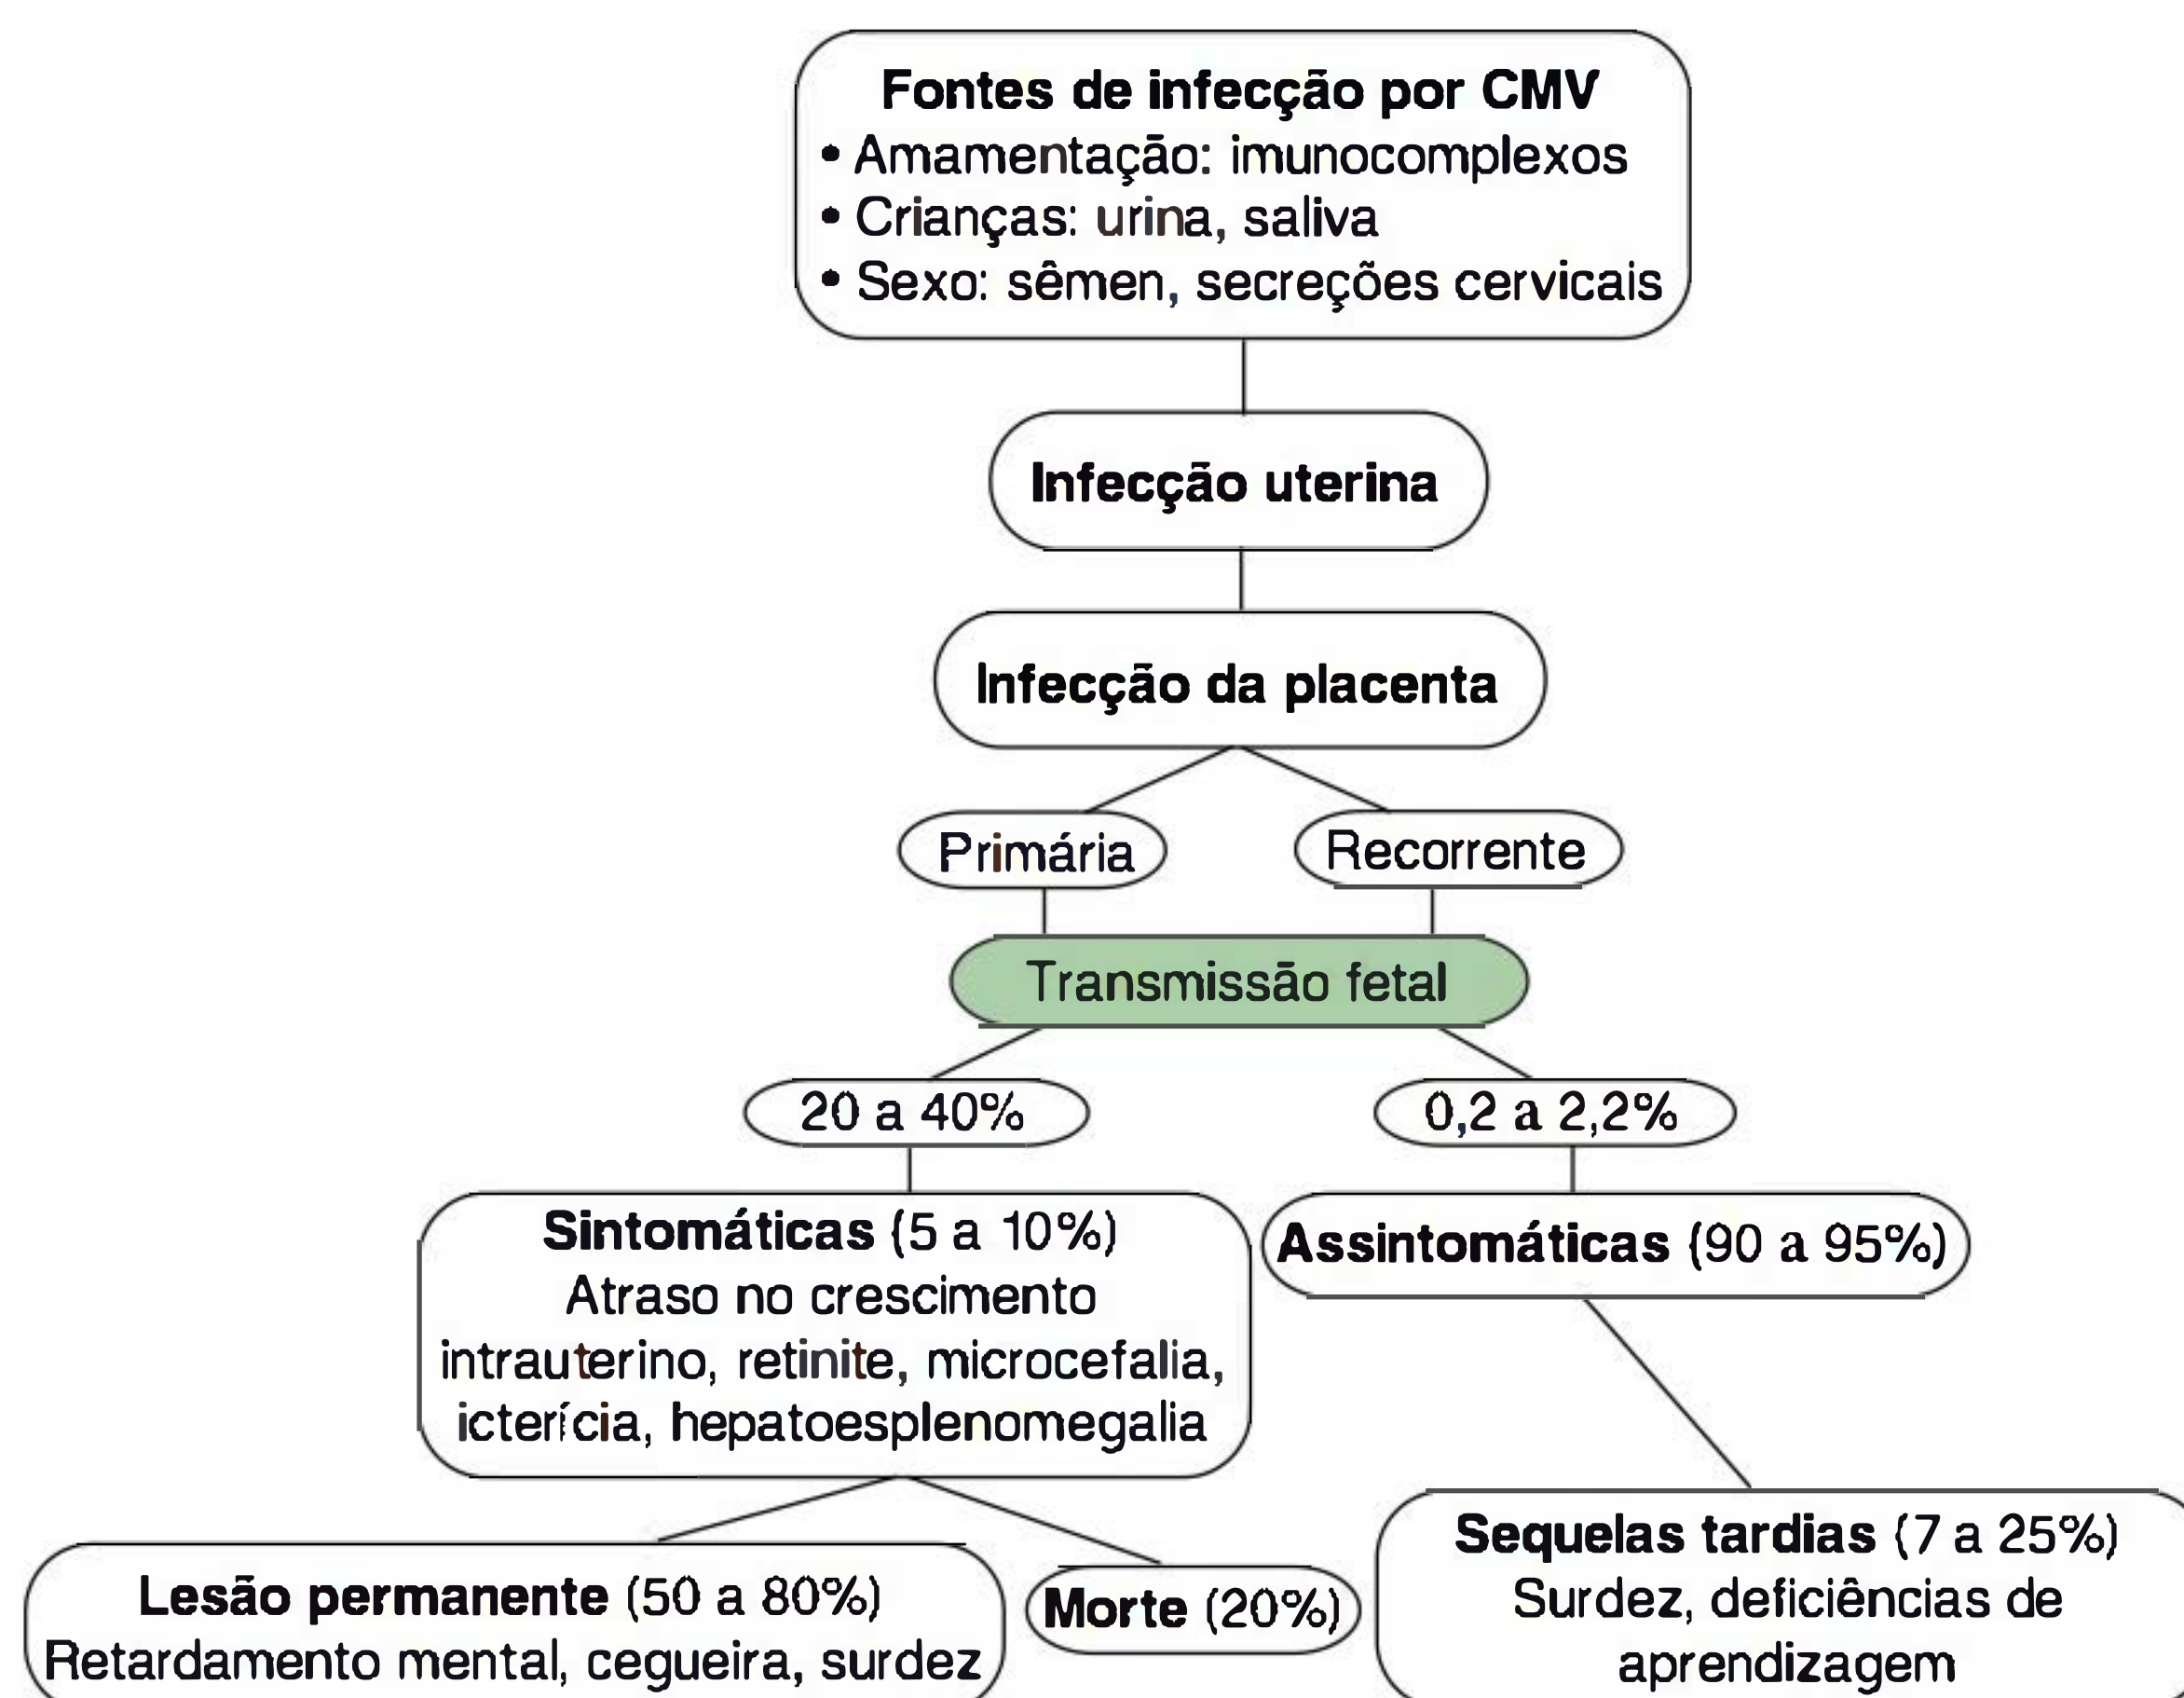 Fontes de infecção por CMV
• Amamentação: imunocomplexos
• Crianças: urina, saliva
• Sexo: sêmen, secreções cervicais
Infecção uterina
Infecção da placenta
Primária
Recorrente
Transmissão fetal
20 a 40%
0,2 a 2,2%
Sintomáticas (5 a 10%)
Atraso no crescimento
intrauterino, retinite, microcefalia,
icterícia, hepatoesplenomegalia
Assintomáticas (90 a 95%)
Lesão permanente (50 a 80%)
Retardamento mental, cegueira, surdez
Morte (20%)
Sequelas tardias (7 a 25%)
Surdez, deficiências de
aprendizagem